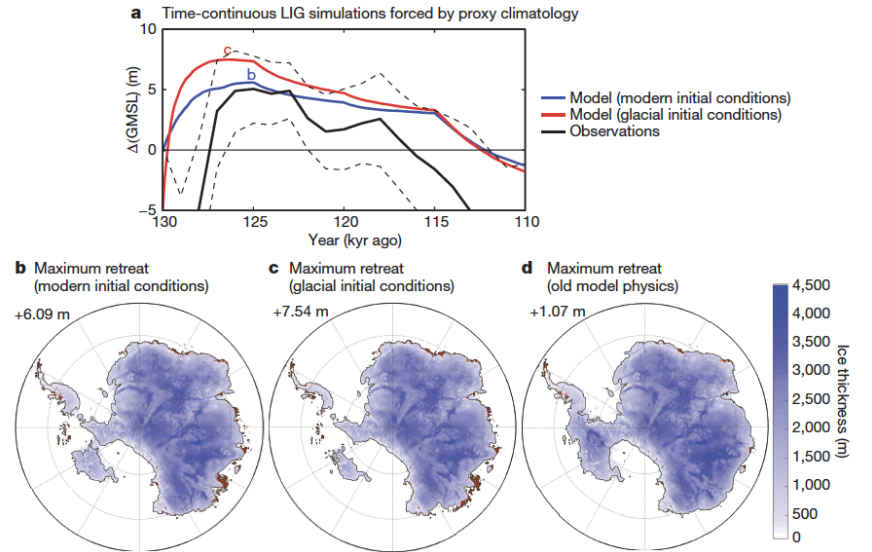 a Time-continuous LIG simulations forced by proxy climatology
10
5
0
−5
Δ(GMSL) (m)
c
b
130
125
120
115
110
Year (kyr ago)
Model (modern initial conditions)
Model (glacial initial conditions)
Observations
b Maximum retreat
(modern initial conditions)
+6.09 m
c Maximum retreat
(glacial initial conditions)
+7.54 m
d Maximum retreat
(old model physics)
+1.07 m
4,500
4,000
3,500
3,000
2,500
2,000
1,500
1,000
500
0
Ice thickness (m)